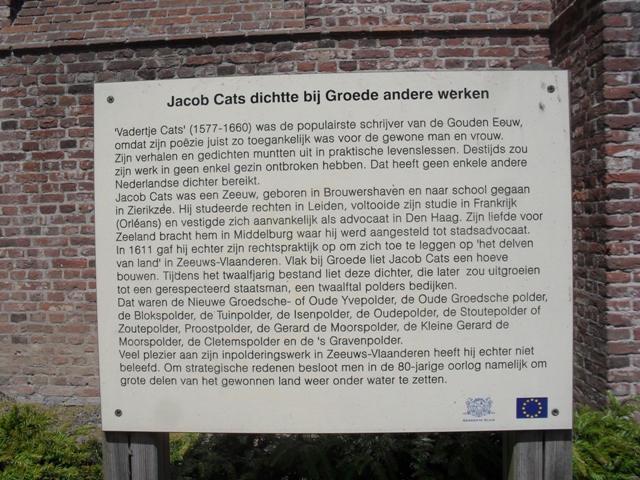 Jacob Cats dichtte bij Groede andere werken
'Vadertje Cats' (1577-1660) was de populairste schrijver van de Gouden Eeuw,
omdat zijn poëzie juist zo toegankelijk was voor de gewone man en vrouw.
Zijn verhalen en gedichten muntten uit in praktische levenslessen. Destijds zou
zijn werk in geen enkel gezin ontbroken hebben. Dat heeft geen enkele andere
Nederlandse dichter bereikt.
Jacob Cats was een Zeeuw, geboren in Brouwershaven en naar school gegaan
in Zierikzee. Hij studeerde rechten in Leiden, voltooide zijn studie in Frankrijk
(Orléans) en vestigde zich aanvankelijk als advocaat in Den Haag. Zijn liefde voor
Zeeland bracht hem in Middelburg waar hij werd aangesteld tot stadsadvocaat.
In 1611 gaf hij echter zijn rechtspraktijk op om zich toe te leggen op 'het delven
van land' in Zeeuws-Vlaanderen. Vlak bij Groede liet Jacob Cats een hoeve
bouwen. Tijdens het twaalfjarig bestand liet deze dichter, die later zou uitgroeien
tot een gerespecteerd staatsman, een twaalftal polders bedijken.
Dat waren de Nieuwe Groedsche- of Oude Yvepolder, de Oude Groedsche polder,
de Blokspolder, de Tuinpolder, de Isenpolder, de Oudepolder, de Stoutepolder of
Zoutepolder, Proostpolder, de Gerard de Moorspolder, de Kleine Gerard de
Moorspolder, de Cletemspolder en de 's Gravenpolder.
Veel plezier aan zijn inpolderingswerk in Zeeuws-Vlaanderen heeft hij echter niet
beleefd. Om strategische redenen besloot men in de 80-jarige oorlog namelijk om
grote delen van het gewonnen land weer onder water te zetten.
GEMEENTE SLUIS